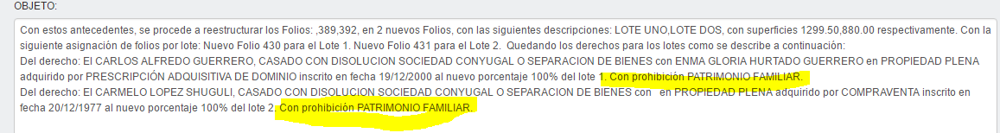 OBJETO:
Con estos antecedentes, se procede a reestructurar los Folios: ,389,392, en 2 nuevos Folios, con las siguientes descripciones: LOTE UNO,LOTE DOS, con superficies 1299.50,880.00 respectivamente. Con la
siguiente asignación de folios por lote: Nuevo Folio 430 para el Lote 1. Nuevo Folio 431 para el Lote 2. Quedando los derechos para los lotes como se describe a continuación:
Del derecho: El CARLOS ALFREDO GUERRERO, CASADO CON DISOLUCION SOCIEDAD CONYUGAL O SEPARACION DE BIENES con ENMA GLORIA HURTADO GUERRERO en PROPIEDAD PLENA
adquirido por PRESCRIPCIÓN ADQUISITIVA DE DOMINIO inscrito en fecha 19/12/2000 al nuevo porcentaje 100% del lote 1. Con prohibición PATRIMONIO FAMILIAR.
Del derecho: El CARMELO LOPEZ SHUGULI, CASADO CON DISOLUCION SOCIEDAD CONYUGAL O SEPARACION DE BIENES con en PROPIEDAD PLENA adquirido por COMPRAVENTA inscrito en
fecha 20/12/1977 al nuevo porcentaje 100% del lote 2. Con prohibición PATRIMONIO FAMILIAR.